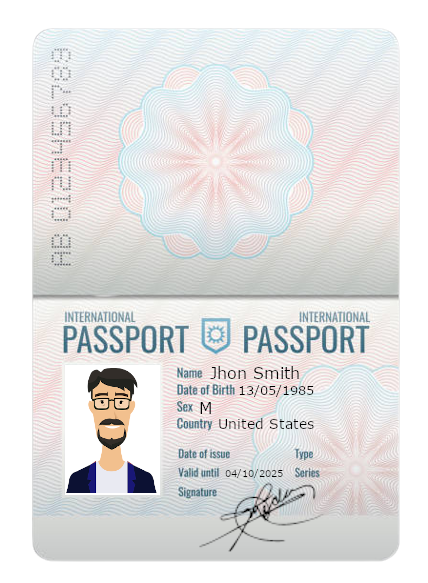 AB 0123456789
INTERNATIONAL INTERNATIONAL
PASSPORT PASSPORT
Name Jhon Smith
Date of Birth 13/05/1985
Sex M
Country United States
Date of issue Type
Valid until 04/10/2025 Series
Signature